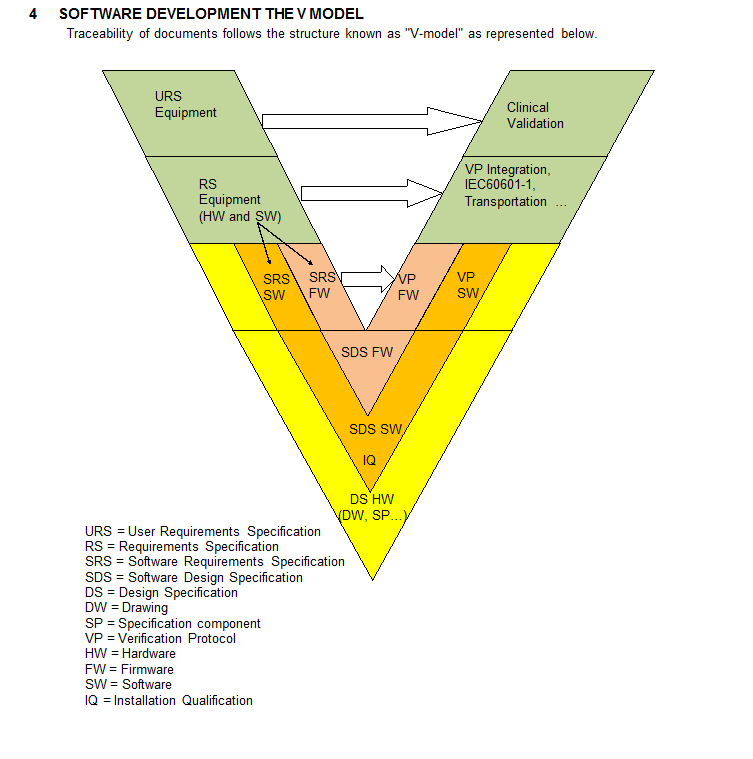 4 SOFTWARE DEVELOPMENT THE V MODEL
Traceability of documents follows the structure known as "V-model" as represented below.
URS
Equipment
Clinical
Validation
RS
Equipment
(HW and SW)
VP Integration,
IEC60601-1,
Transportation ...
SRS
SW
SRS
FW
VP
FW
VP
SW
SDS FW
SDS SW
IQ
DS HW
(DW, SP...)
URS = User Requirements Specification
RS = Requirements Specification
SRS = Software Requirements Specification
SDS = Software Design Specification
DS = Design Specification
DW = Drawing
SP = Specification component
VP = Verification Protocol
HW = Hardware
FW = Firmware
SW = Software
IQ = Installation Qualification